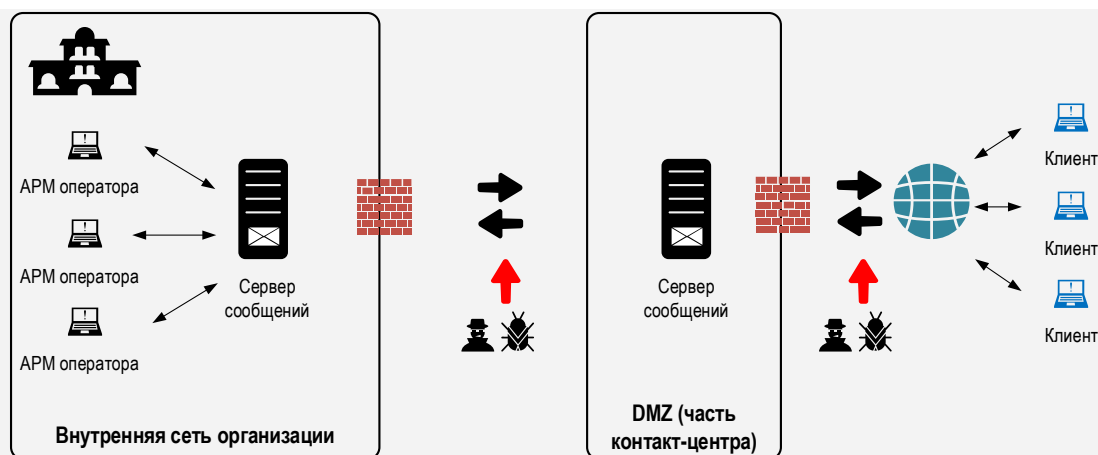 АРМ оператора
АРМ оператора
АРМ оператора
Сервер
сообщений
Внутренняя сеть организации
Сервер
сообщений
DMZ (часть
контакт-центра)
Клиент
Клиент
Клиент